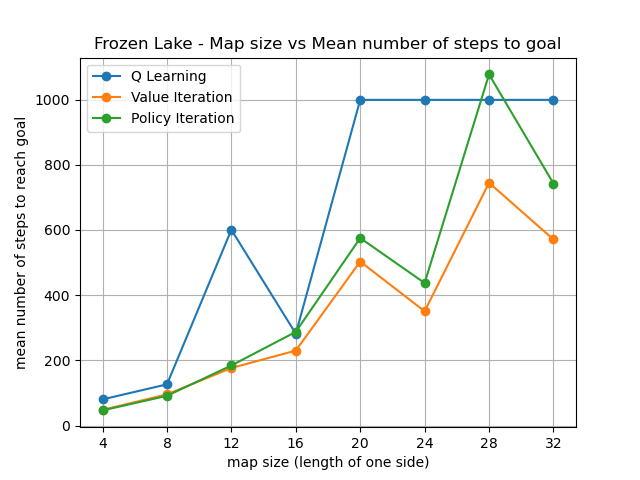 Frozen Lake - Map size vs Mean number of steps to goal
Q Learning
Value Iteration
Policy Iteration
mean number of steps to reach goal
1000
800
600
400
200
0
4 8 12 16 20 24 28 32
map size (length of one side)